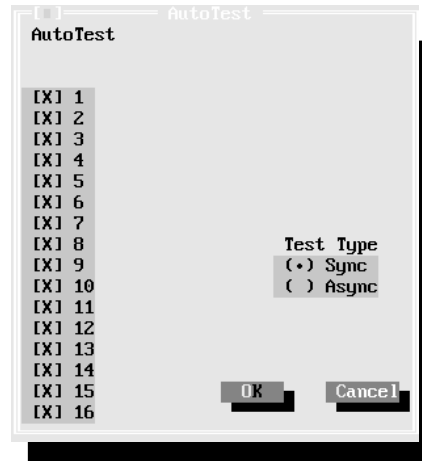 [■] AutoTest
AutoTest
[X] 1
[X] 2
[X] 3
[X] 4
[X] 5
[X] 6
[X] 7
[X] 8
[X] 9
[X] 10
[X] 11
[X] 12
[X] 13
[X] 14
[X] 15
[X] 16
Test Type
(•) Sync
( ) Async
OK Cancel